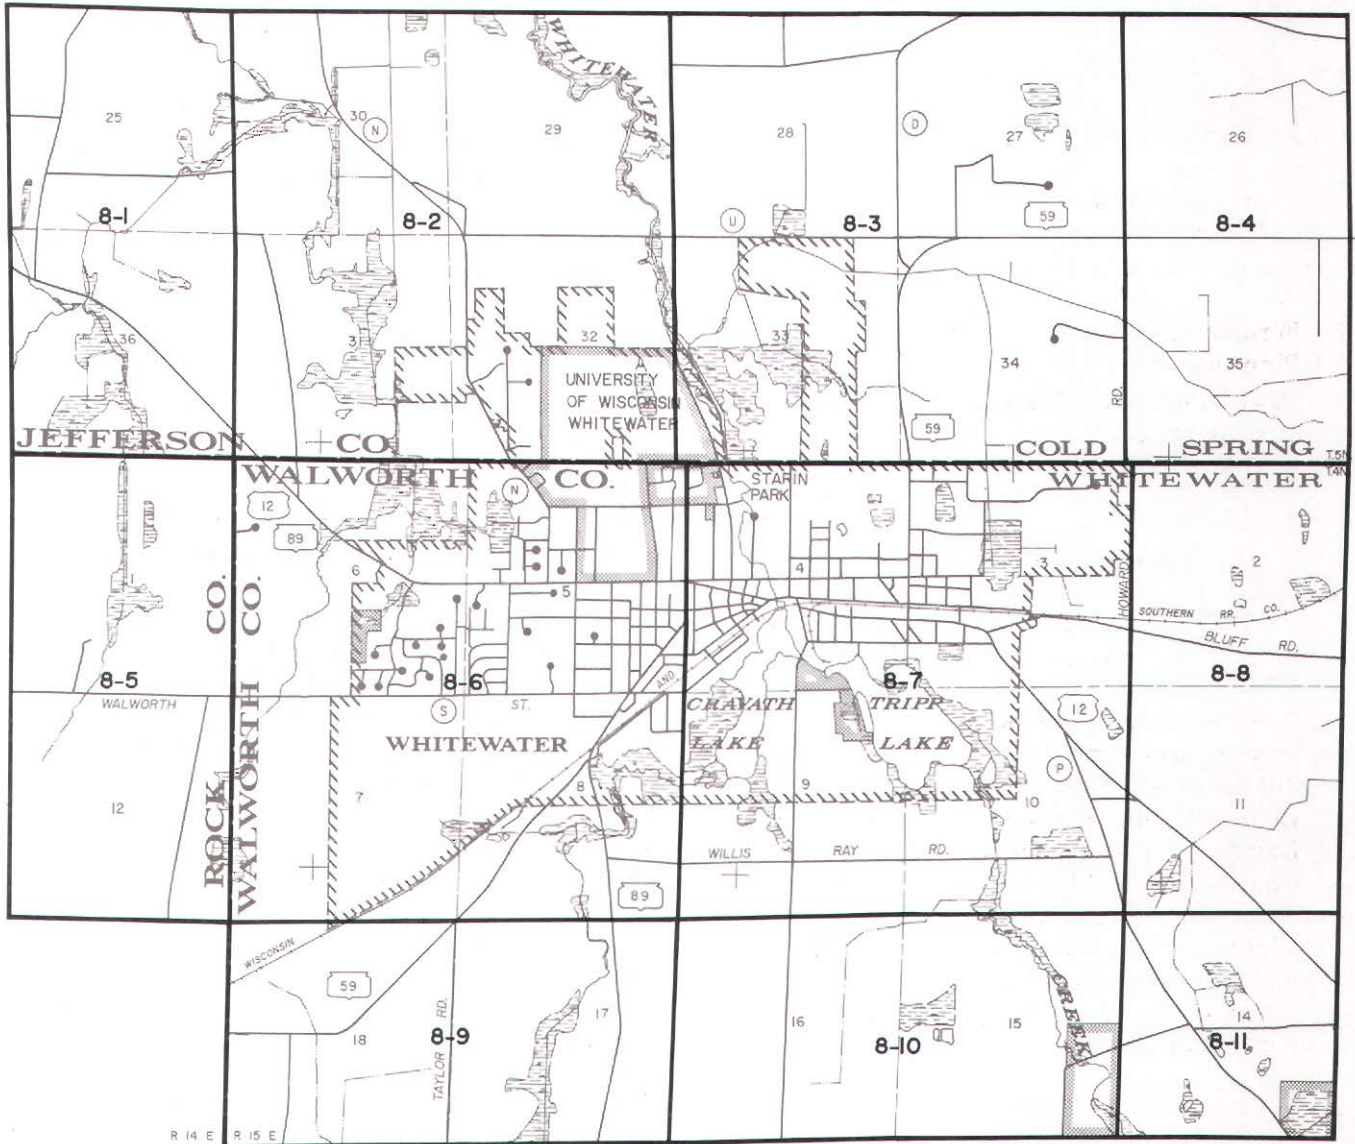 WHITEWATER
25
30
N
29
28
D
27
26
8-1
8-2
U
8-3
59
8-4
36
31
32
33
34
35
UNIVERSITY
OF WISCONSIN
WHITEWATER
RD.
59
JEFFERSON CO.
COLD SPRING
T.5N
T.4N
WALWORTH CO.
STARIN
PARK
WHITEWATER
12
N
89
1
6
5
4
3
2
ROCK CO.
WALWORTH CO.
HOWARD
SOUTHERN RR. CO.
BLUFF RD.
8-5
8-6
AND
8-7
8-8
WALWORTH ST.
S
CRAVATH
LAKE
TRIPP
LAKE
12
WHITEWATER
P
12
7
8
9
10
11
WILLIS RAY RD.
89
WISCONSIN
59
CREEK
18
TAYLOR RD.
17
16
15
14
8-9
8-10
8-11
R 14 E
R 15 E